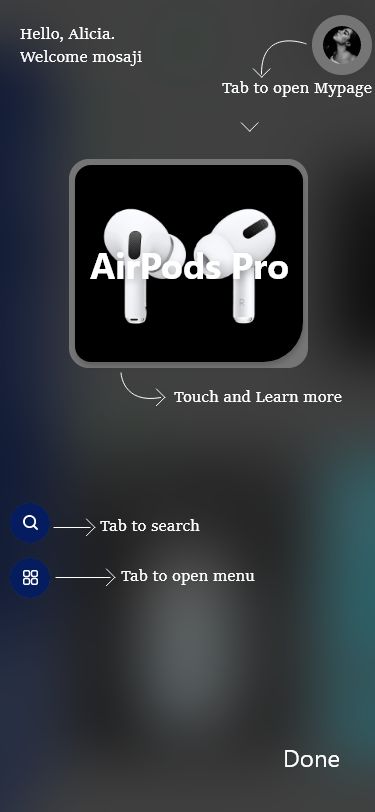 Hello, Alicia.
Welcome mosaji
Tab to open Mypage
AirPods Pro
Touch and Learn more
Tab to search
Tab to open menu
Done